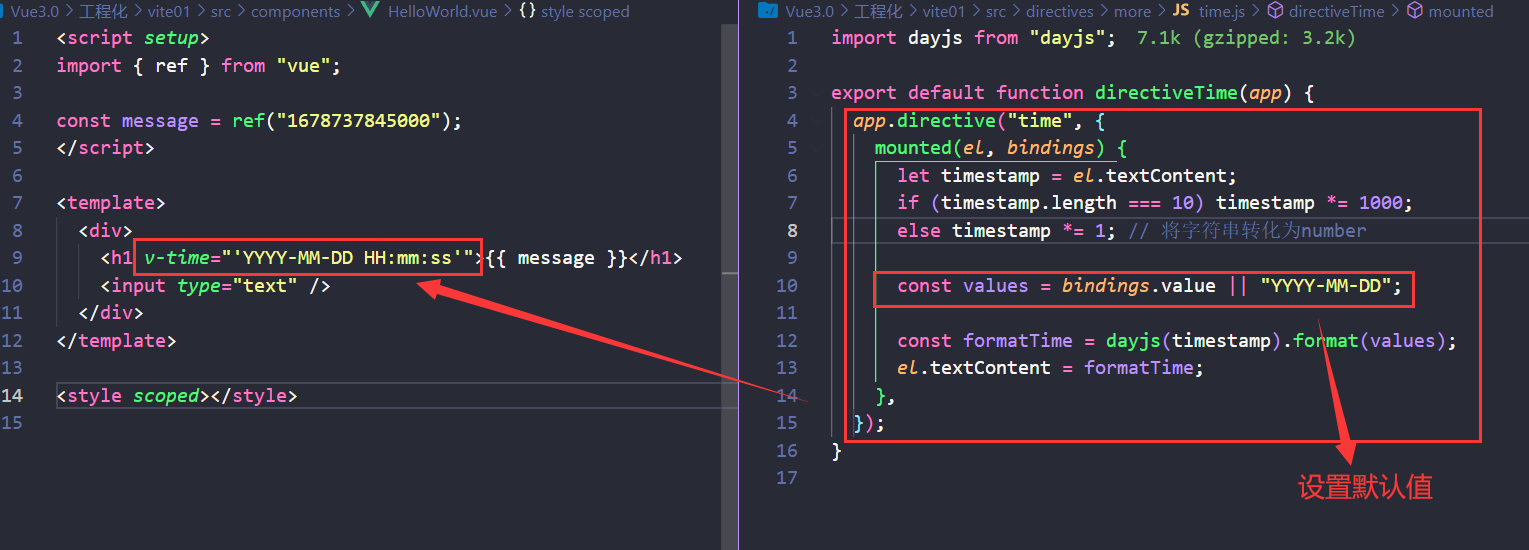 Vue3.0 > 工程化 > vite01 > src > components > HelloWorld.vue > {} style scoped
1 <script setup>
2 import { ref } from "vue";
3
4 const message = ref("1678737845000");
5 </script>
6
7 <template>
8 <div>
9 <h1 v-time="'YYYY-MM-DD HH:mm:ss'">{{ message }}</h1>
10 <input type="text" />
11 </div>
12 </template>
13
14 <style scoped></style>
15
Vue3.0 > 工程化 > vite01 > src > directives > more > JS time.js > directiveTime > mounted
1 import dayjs from "dayjs"; 7.1k (gzipped: 3.2k)
2
3 export default function directiveTime(app) {
4 app.directive("time", {
5 mounted(el, bindings) {
6 let timestamp = el.textContent;
7 if (timestamp.length === 10) timestamp *= 1000;
8 else timestamp *= 1; // 将字符串转化为number
9
10 const values = bindings.value || "YYYY-MM-DD";
11
12 const formatTime = dayjs(timestamp).format(values);
13 el.textContent = formatTime;
14 },
15 });
16 }
17
设置默认值